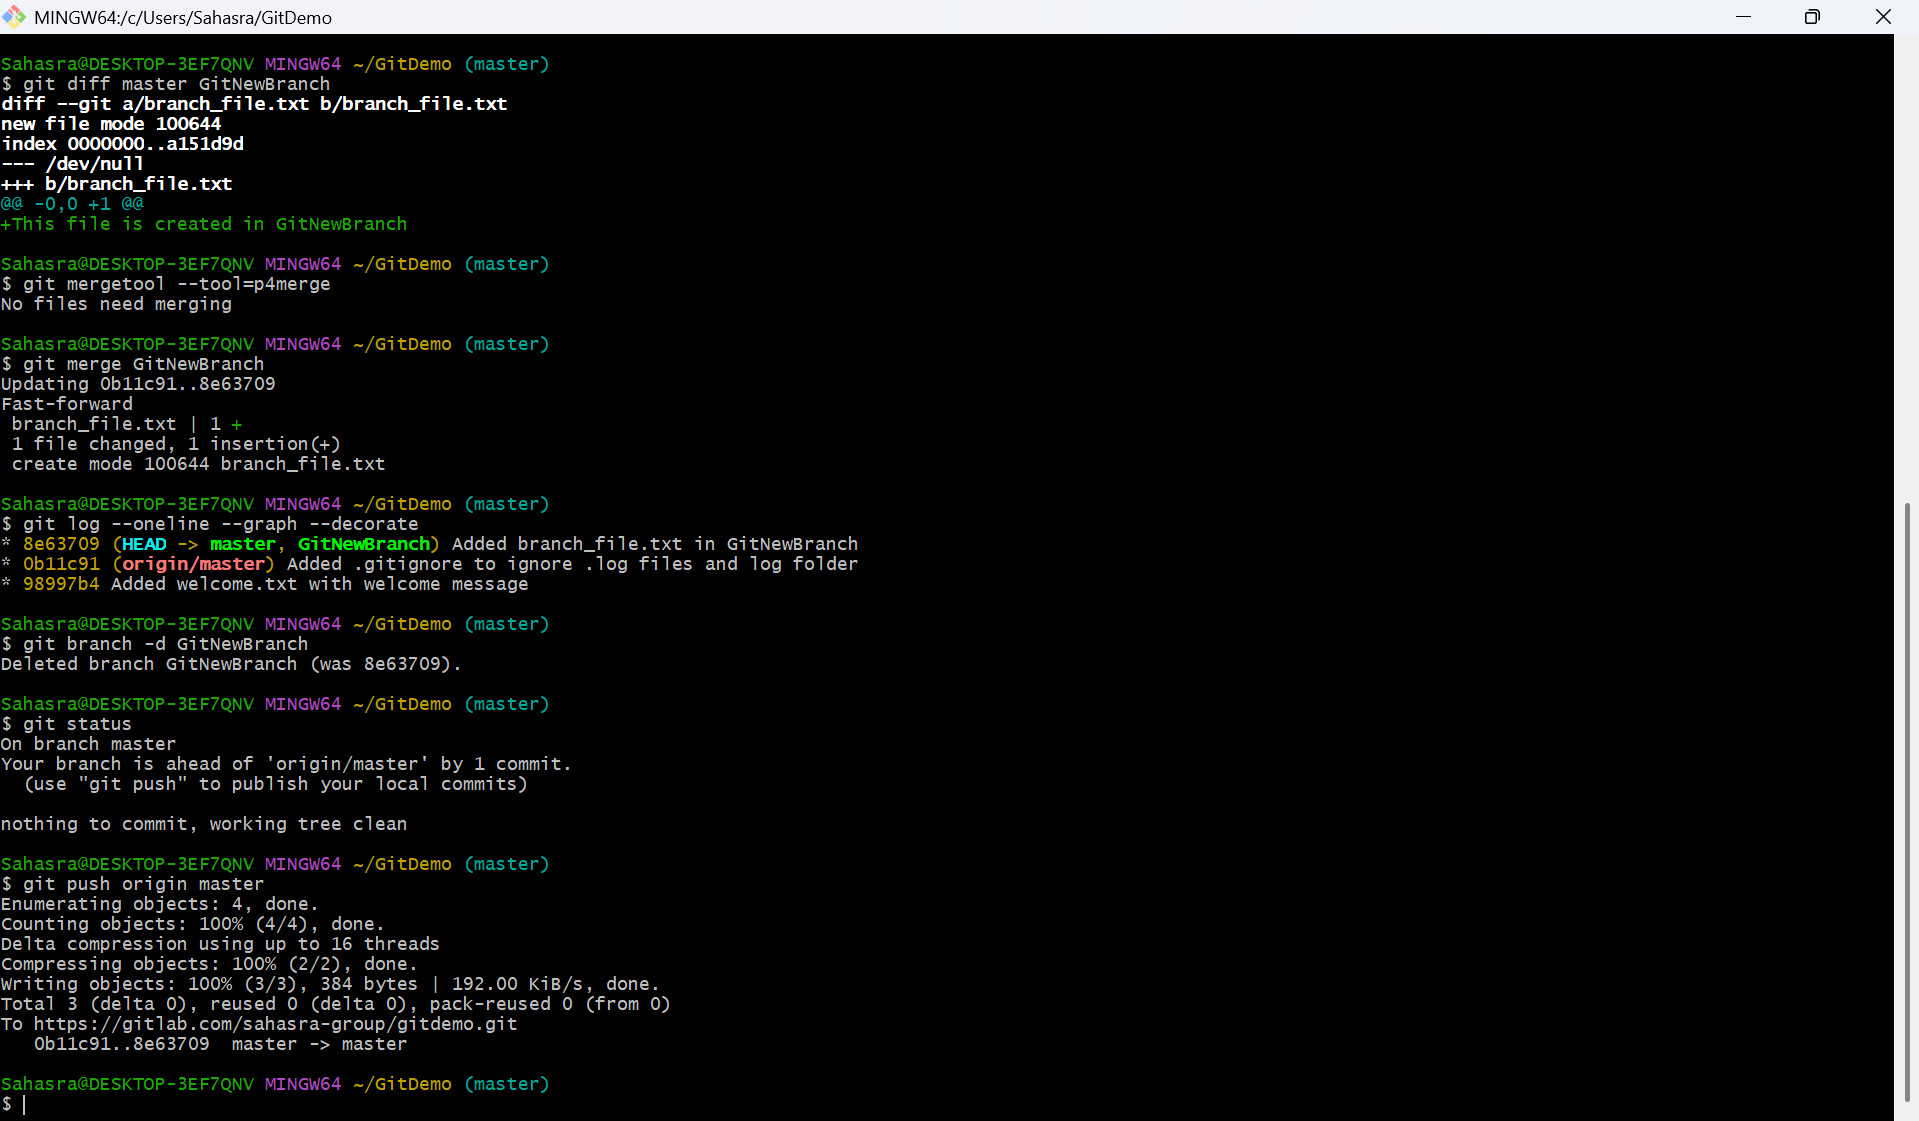 MINGW64:/c/Users/Sahasra/GitDemo
Sahasra@DESKTOP-3EF7QNV MINGW64 ~/GitDemo (master)
$ git diff master GitNewBranch
diff --git a/branch_file.txt b/branch_file.txt
new file mode 100644
index 0000000..a151d9d
--- /dev/null
+++ b/branch_file.txt
@@ -0,0 +1 @@
+This file is created in GitNewBranch
Sahasra@DESKTOP-3EF7QNV MINGW64 ~/GitDemo (master)
$ git mergetool --tool=p4merge
No files need merging
Sahasra@DESKTOP-3EF7QNV MINGW64 ~/GitDemo (master)
$ git merge GitNewBranch
Updating 0b11c91..8e63709
Fast-forward
 branch_file.txt | 1 +
 1 file changed, 1 insertion(+)
 create mode 100644 branch_file.txt
Sahasra@DESKTOP-3EF7QNV MINGW64 ~/GitDemo (master)
$ git log --oneline --graph --decorate
* 8e63709 (HEAD -> master, GitNewBranch) Added branch_file.txt in GitNewBranch
* 0b11c91 (origin/master) Added .gitignore to ignore .log files and log folder
* 98997b4 Added welcome.txt with welcome message
Sahasra@DESKTOP-3EF7QNV MINGW64 ~/GitDemo (master)
$ git branch -d GitNewBranch
Deleted branch GitNewBranch (was 8e63709).
Sahasra@DESKTOP-3EF7QNV MINGW64 ~/GitDemo (master)
$ git status
On branch master
Your branch is ahead of 'origin/master' by 1 commit.
  (use "git push" to publish your local commits)
nothing to commit, working tree clean
Sahasra@DESKTOP-3EF7QNV MINGW64 ~/GitDemo (master)
$ git push origin master
Enumerating objects: 4, done.
Counting objects: 100% (4/4), done.
Delta compression using up to 16 threads
Compressing objects: 100% (2/2), done.
Writing objects: 100% (3/3), 384 bytes | 192.00 KiB/s, done.
Total 3 (delta 0), reused 0 (delta 0), pack-reused 0 (from 0)
To https://gitlab.com/sahasra-group/gitdemo.git
   0b11c91..8e63709  master -> master
Sahasra@DESKTOP-3EF7QNV MINGW64 ~/GitDemo (master)
$